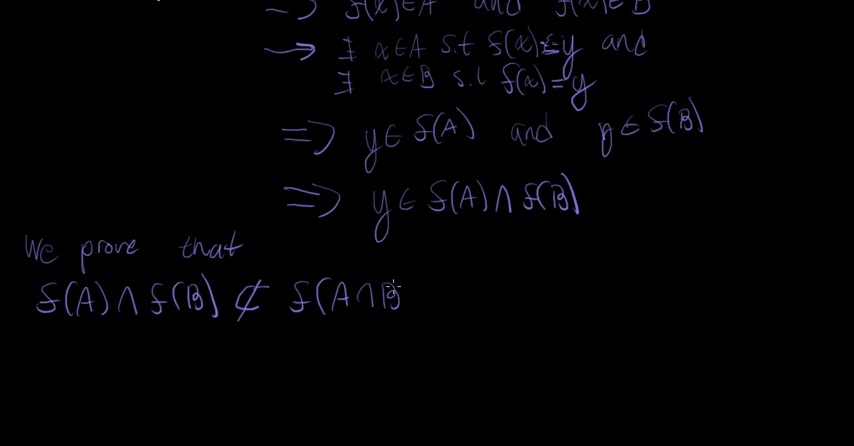 → f(x) ∈ A and f(x) ∈ B
→ ∃ x ∈ A s.t f(x) = y and
∃ x ∈ B s.t f(x) = y
⇒ y ∈ f(A) and y ∈ f(B)
⇒ y ∈ f(A) ∩ f(B)
We prove that
f(A) ∩ f(B) ⊄ f(A ∩ B